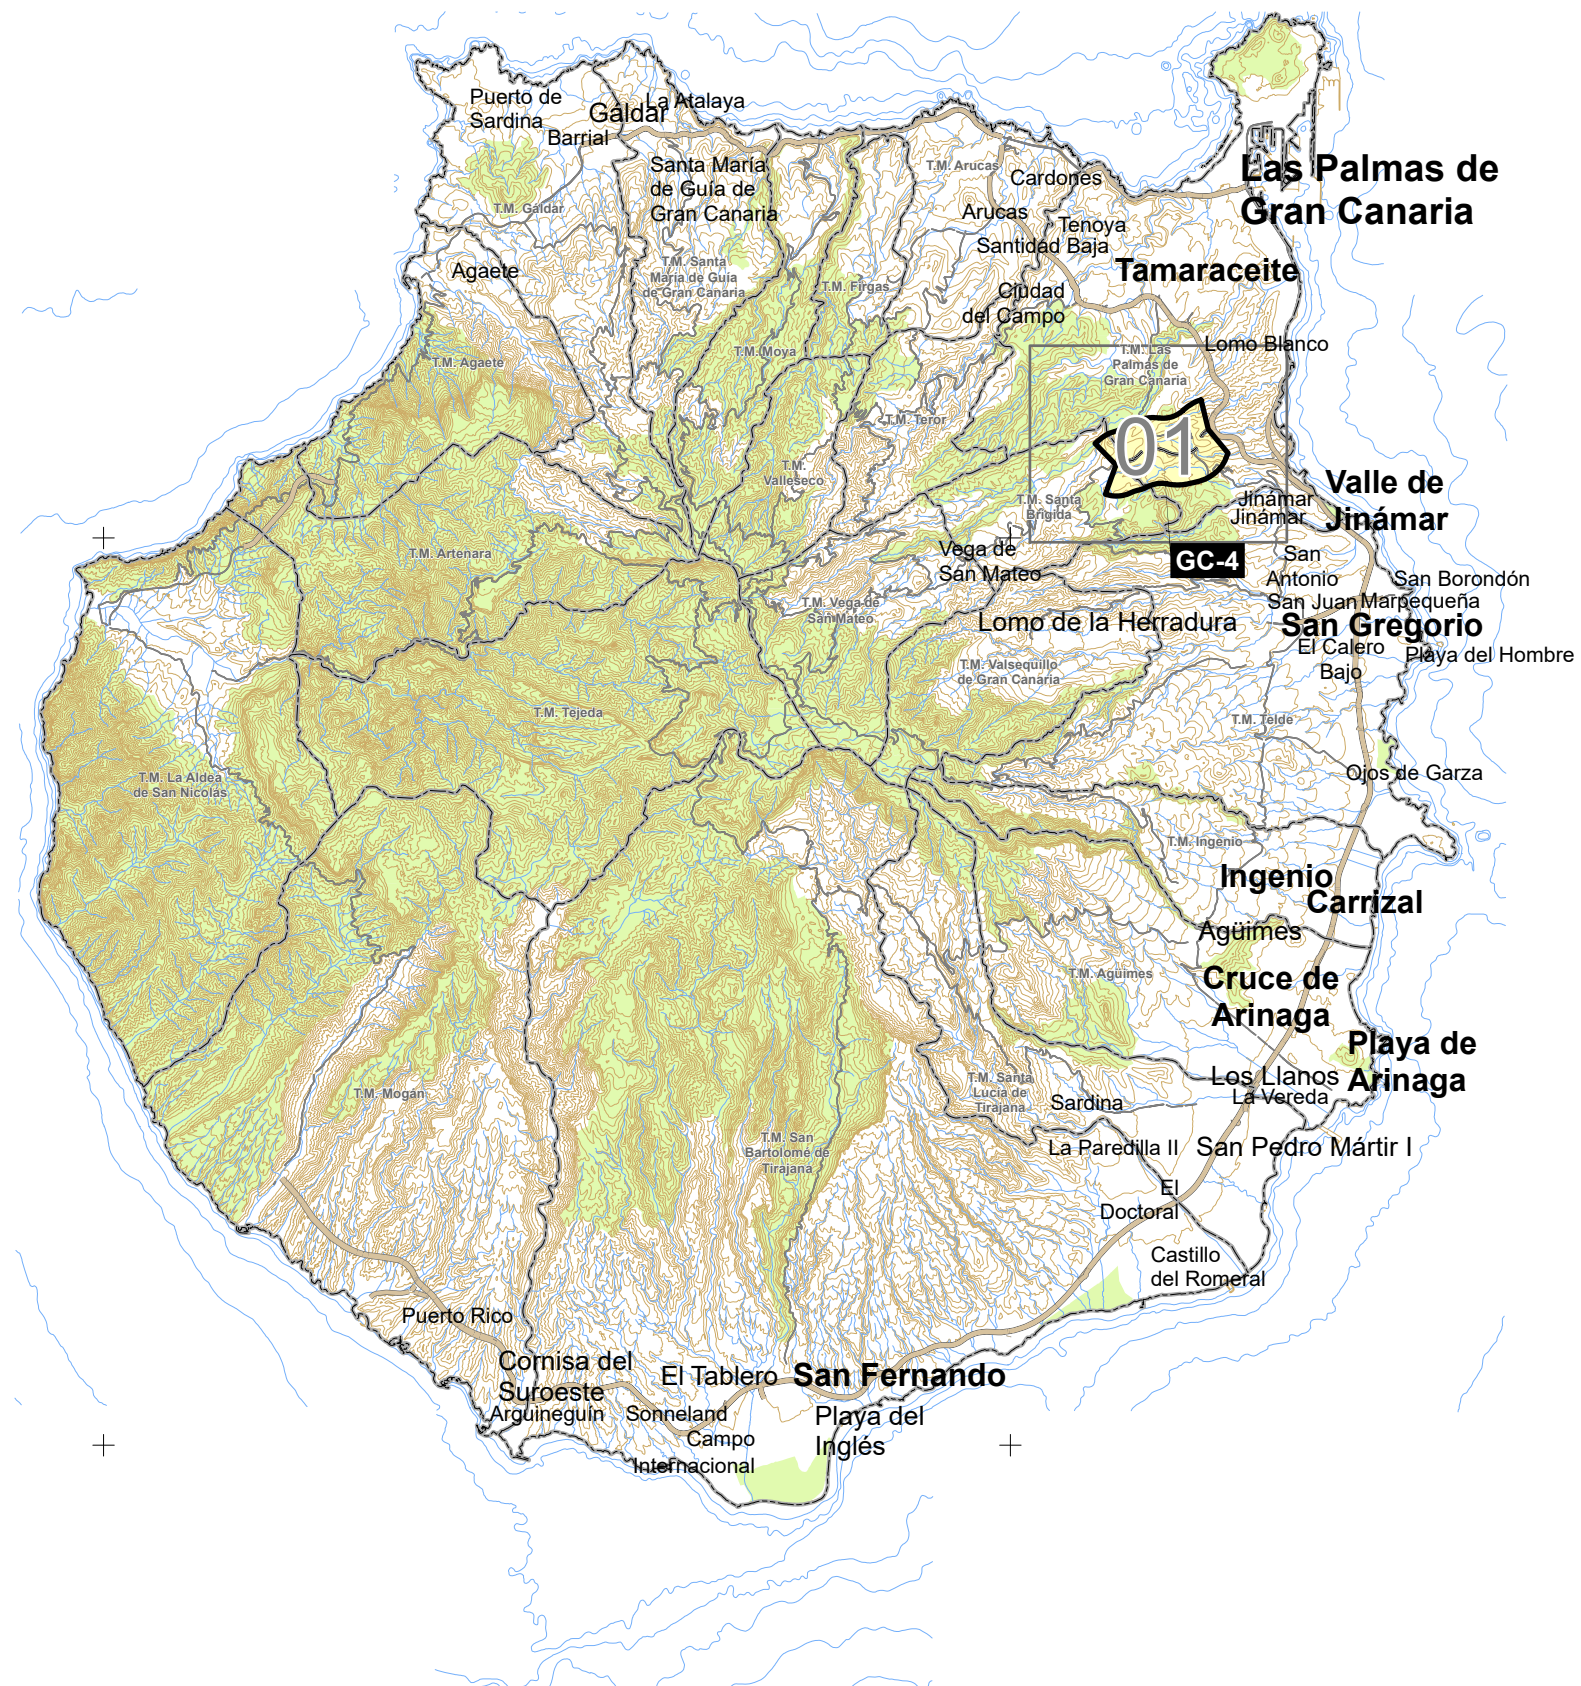 Puerto de
Sardina
Gáldar
La Atalaya
Barrial
Santa María
de Guía de
Gran Canaria
T.M. Gáldar
T.M. Arucas
Cardones
Las Palmas de
Gran Canaria
Arucas
Tenoya
Santidad Baja
Tamaraceite
Agaete
T.M. Santa
María de Guía
de Gran Canaria
T.M. Firgas
Ciudad
del Campo
Lomo Blanco
T.M. Agaete
T.M. Moya
T.M. Las
Palmas de
Gran Canaria
T.M. Teror
01
T.M.
Valleseco
Valle de
Jinámar
T.M. Santa
Brígida
Jinámar
Jinámar
T.M. Artenara
Vega de
San Mateo
GC-4
San
Antonio
San Borondón
San Juan
Marpequeña
T.M. Vega de
San Mateo
Lomo de la Herradura
San Gregorio
El Calero
Bajo
Playa del Hombre
T.M. Valsequillo
de Gran Canaria
T.M. Tejeda
T.M. Telde
T.M. La Aldea
de San Nicolás
Ojos de Garza
T.M. Ingenio
Ingenio
Carrizal
Agüimes
T.M. Agüimes
Cruce de
Arinaga
Playa de
Arinaga
T.M. Mogán
T.M. Santa
Lucía de
Tirajana
Los Llanos
La Vereda
Sardina
T.M. San
Bartolomé de
Tirajana
La Paredilla II
San Pedro Mártir I
El
Doctoral
Castillo
del Romeral
Puerto Rico
Cornisa del
Suroeste
El Tablero
San Fernando
Arguineguín
Sonneland
Playa del
Inglés
Campo
Internacional